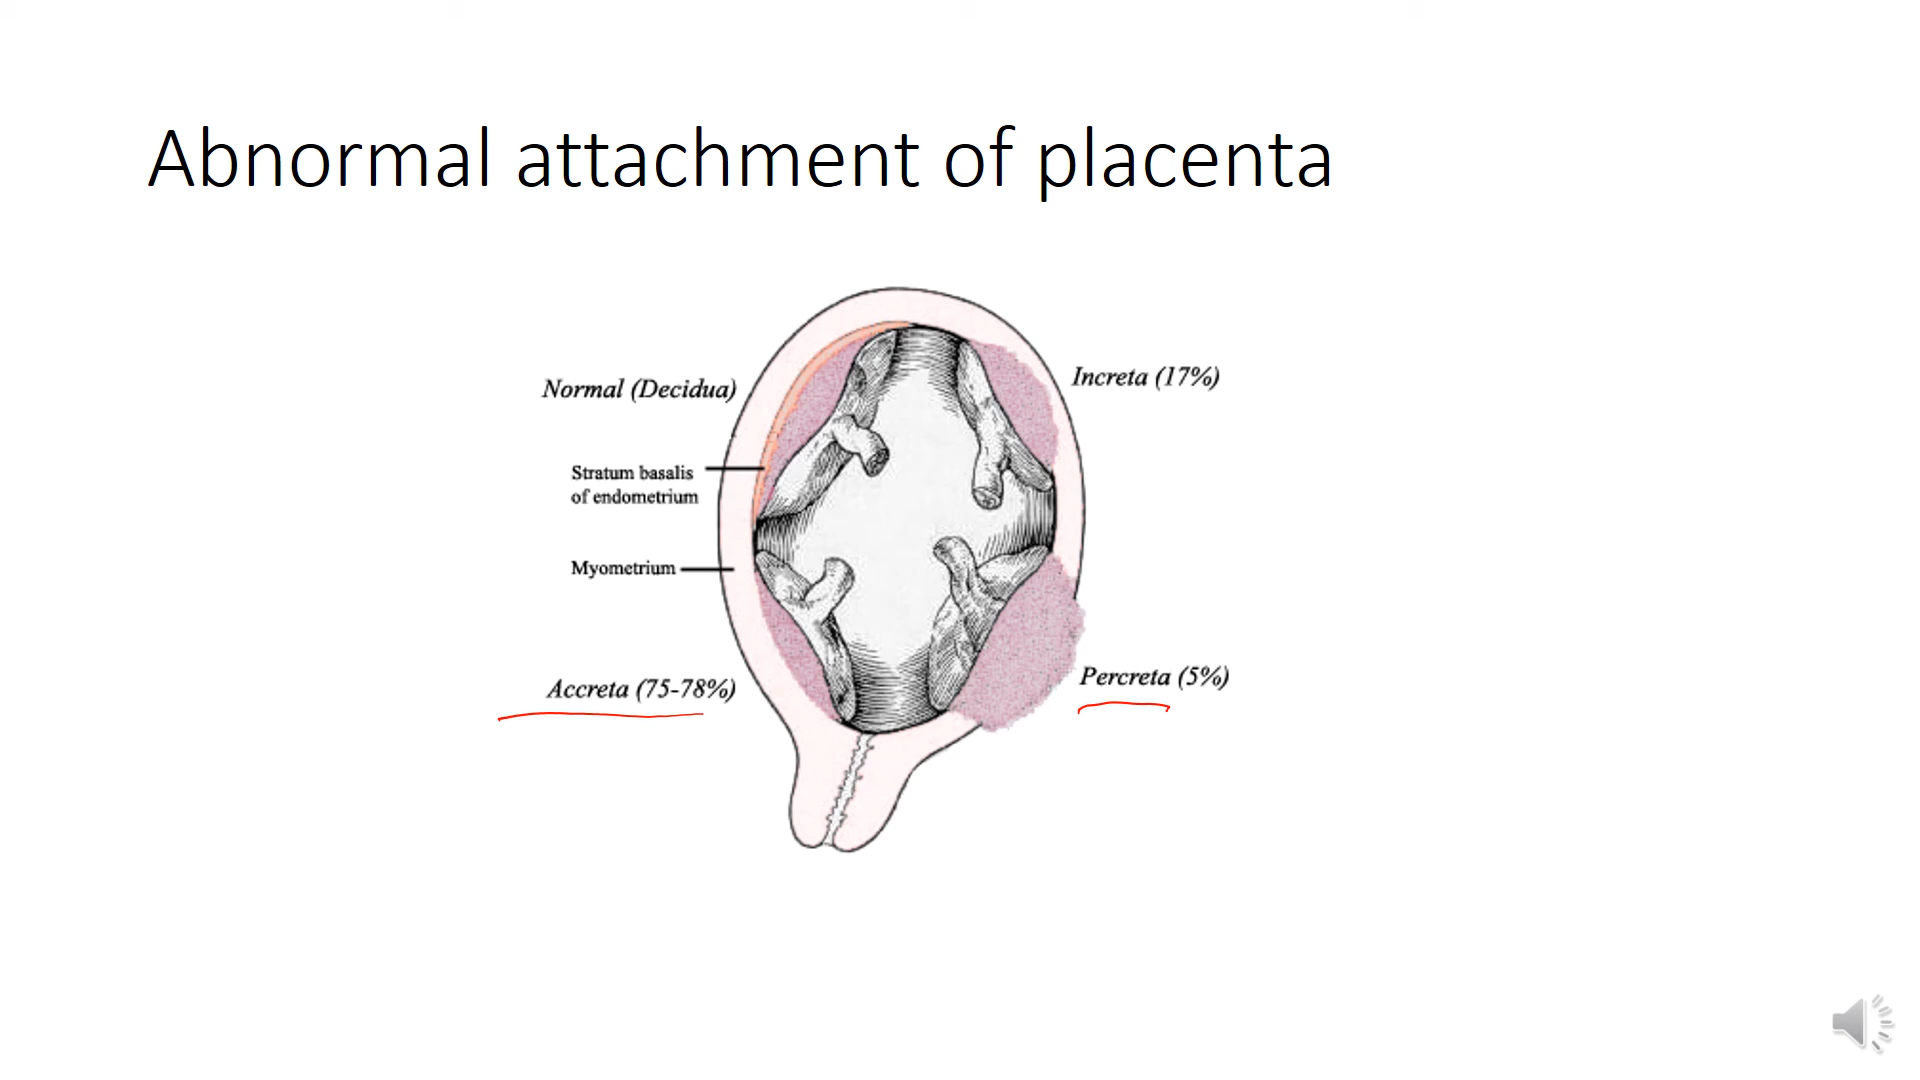 Abnormal attachment of placenta
Normal (Decidua)
Stratum basalis
of endometrium
Myometrium
Accreta (75-78%)
Increta (17%)
Percreta (5%)